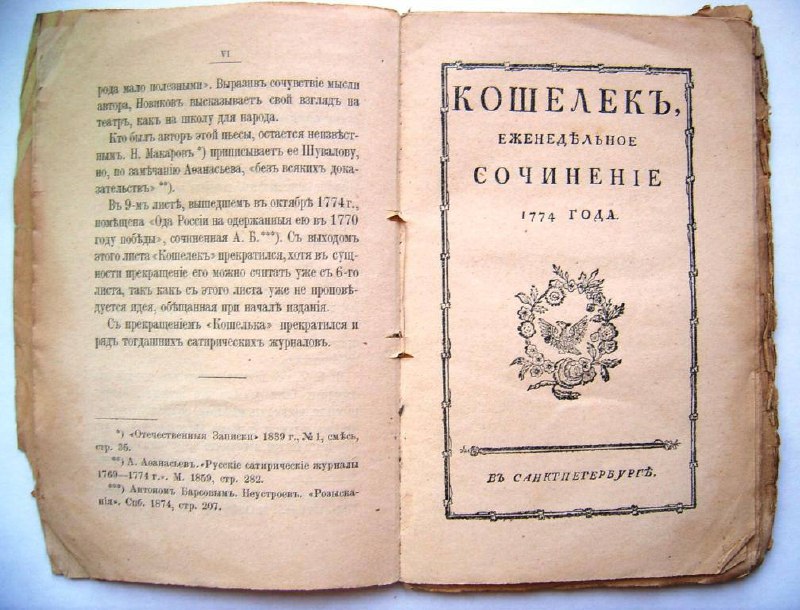 VI
рода мало полезными». Выразивъ сочувствіе мысли
автора, Новиковъ высказываетъ свой взглядъ на
театръ, какъ на школу для народа.
Кто былъ авторъ этой пьесы, остается неизвѣст-
нымъ. Н. Макаровъ *) приписываетъ ее Шувалову,
но, по замѣчанію Аѳанасьева, «безъ всякихъ дока-
зательствъ» **).
Въ 9-мъ листѣ, вышедшемъ въ октябрѣ 1774 г.,
помѣщена «Ода Россіи на одержанныя ею въ 1770
году побѣды», сочиненная А. Б.***). Съ выходомъ
этого листа «Кошелекъ» прекратился, хотя въ сущ-
ности прекращеніе его можно считать уже съ 6-го
листа, такъ какъ съ этого листа уже не проповѣ-
дуется идея, обѣщанная при началѣ изданія.
Съ прекращеніемъ «Кошелька» прекратился и
рядъ тогдашнихъ сатирическихъ журналовъ.
*) «Отечественныя Записки» 1839 г., № 1, смѣсь,
стр. 36.
**) А. Аѳанасьевъ. «Русскіе сатирическіе журналы
1769—1774 г.». М. 1859, стр. 282.
***) Антономъ Барсовымъ. Неустроевъ. «Розыска-
нія». Спб. 1874, стр. 207.
КОШЕЛЕКЪ,
ЕЖЕНЕДѢЛЬНОЕ
СОЧИНЕНІЕ
1774 ГОДА.
ВЪ САНКТПЕТЕРБУРГѢ.